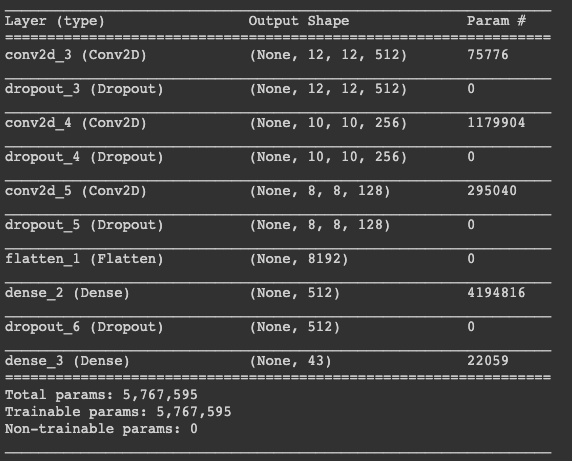 Layer (type) Output Shape Param #
conv2d_3 (Conv2D) (None, 12, 12, 512) 75776
dropout_3 (Dropout) (None, 12, 12, 512) 0
conv2d_4 (Conv2D) (None, 10, 10, 256) 1179904
dropout_4 (Dropout) (None, 10, 10, 256) 0
conv2d_5 (Conv2D) (None, 8, 8, 128) 295040
dropout_5 (Dropout) (None, 8, 8, 128) 0
flatten_1 (Flatten) (None, 8192) 0
dense_2 (Dense) (None, 512) 4194816
dropout_6 (Dropout) (None, 512) 0
dense_3 (Dense) (None, 43) 22059
Total params: 5,767,595
Trainable params: 5,767,595
Non-trainable params: 0